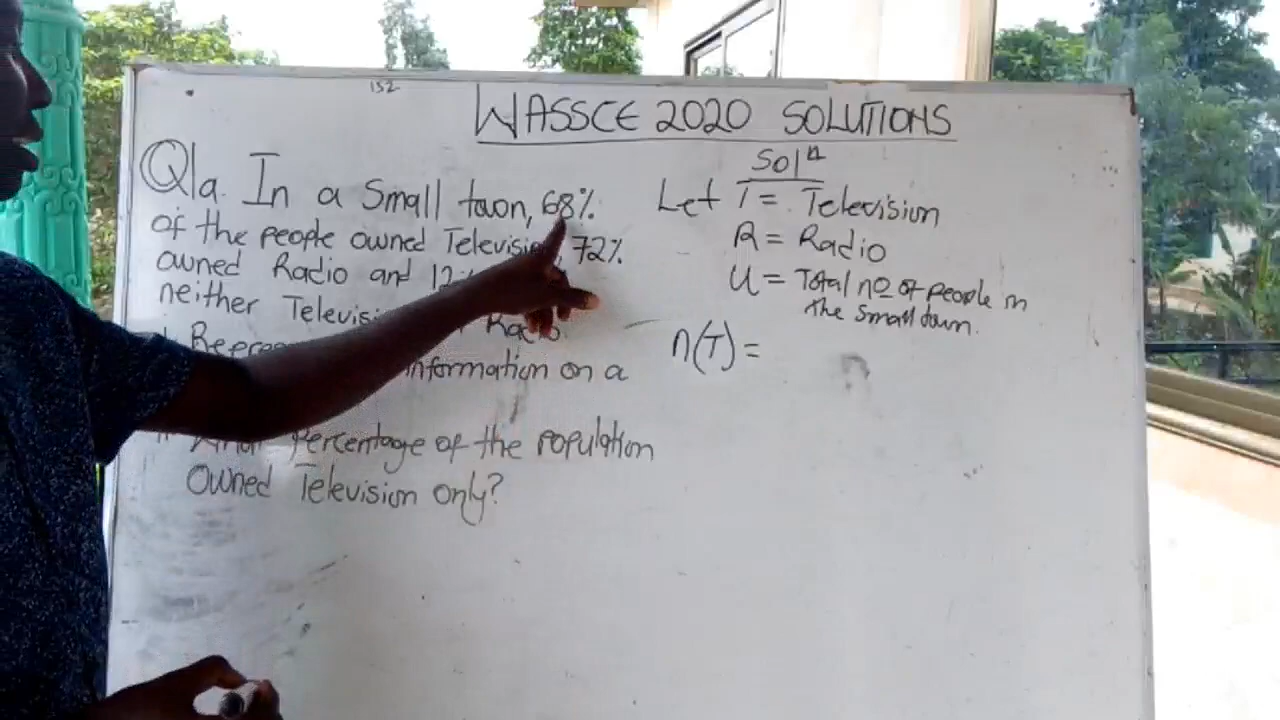 152
WASSCE 2020 SOLUTIONS
Q1a. In a Small town, 68%
of the people owned Television, 72%
owned Radio and 12
neither Televis Radio.
information on a
Percentage of the population
Owned Television only?
Solⁿ
Let T = Television
R = Radio
U = Total no of people in
the Small town.
n(T) =